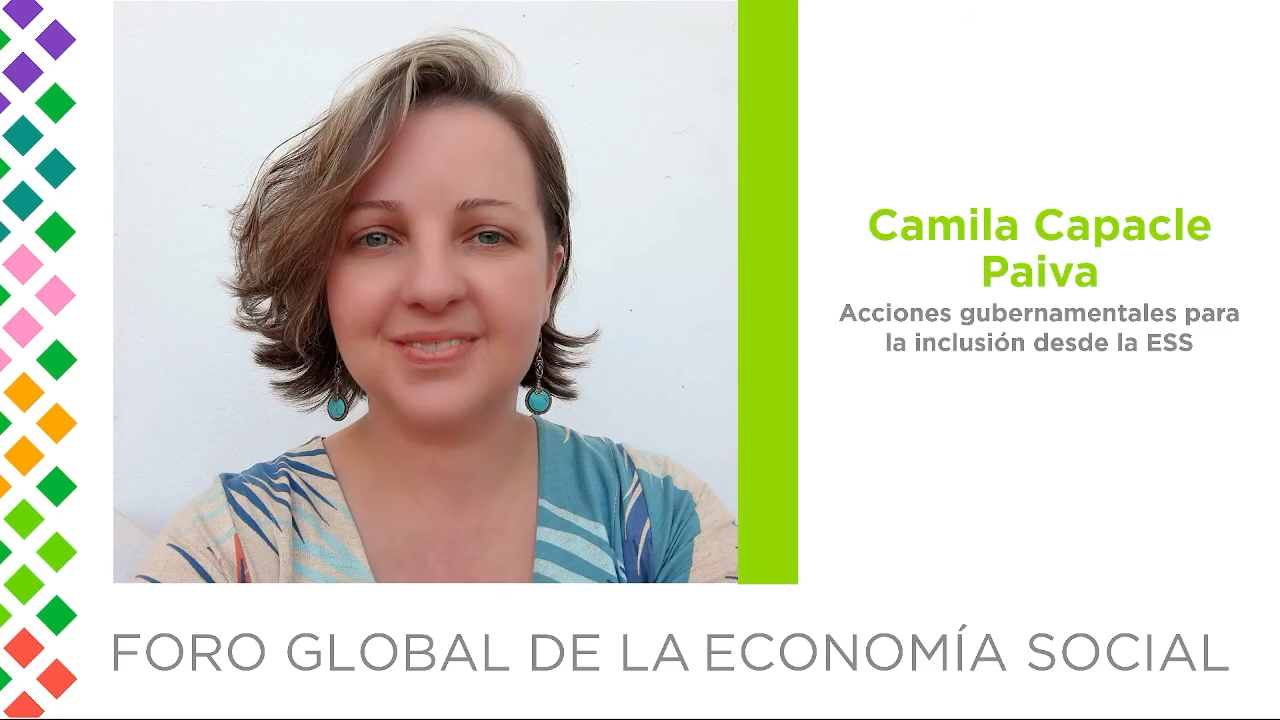 Camila Capacle
Paiva
Acciones gubernamentales para
la inclusión desde la ESS
FORO GLOBAL DE LA ECONOMÍA SOCIAL